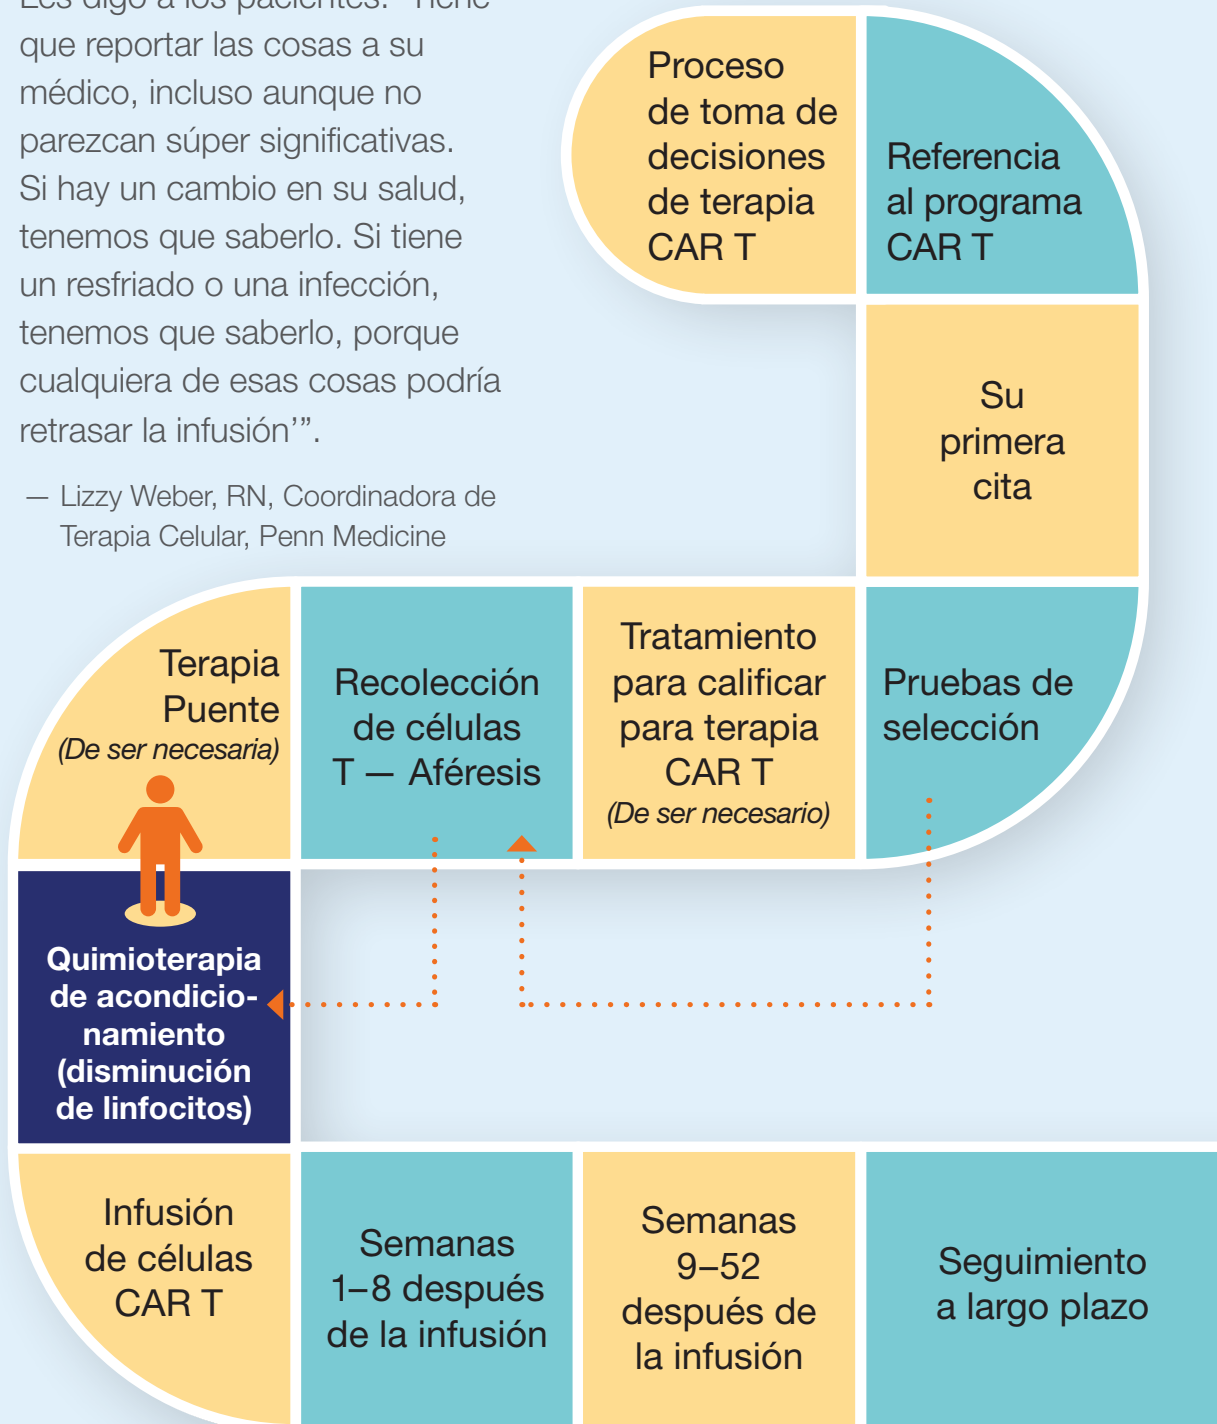 Les digo a los pacientes: “Tiene
que reportar las cosas a su
médico, incluso aunque no
parezcan súper significativas.
Si hay un cambio en su salud,
tenemos que saberlo. Si tiene
un resfriado o una infección,
tenemos que saberlo, porque
cualquiera de esas cosas podría
retrasar la infusión’”.
— Lizzy Weber, RN, Coordinadora de
Terapia Celular, Penn Medicine
Proceso
de toma de
decisiones
de terapia
CAR T
Referencia
al programa
CAR T
Su
primera
cita
Pruebas de
selección
Tratamiento
para calificar
para terapia
CAR T
(De ser necesario)
Recolección
de células
T — Aféresis
Terapia
Puente
(De ser necesaria)
Quimioterapia
de acondicio-
namiento
(disminución
de linfocitos)
Infusión
de células
CAR T
Semanas
1–8 después
de la infusión
Semanas
9–52
después de
la infusión
Seguimiento
a largo plazo